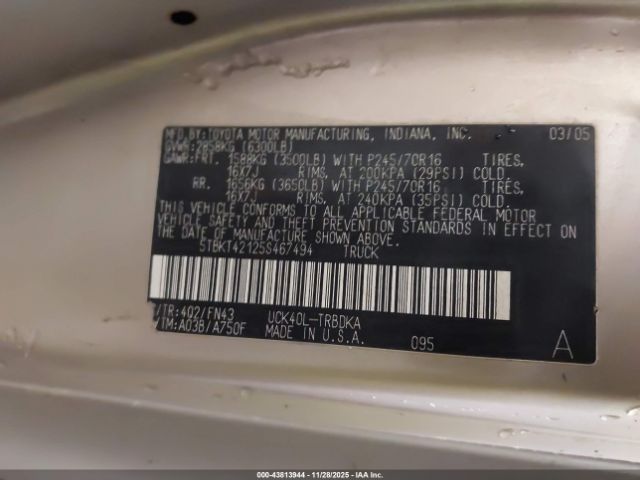 MFD.BY:TOYOTA MOTOR MANUFACTURING, INDIANA, INC. 03/05
GVWR:2858KG (6300LB)
GAWR:FRT. 1588KG (3500LB) WITH P245/70R16 TIRES,
16X7J RIMS, AT 200KPA (29PSI) COLD.
RR. 1656KG (3650LB) WITH P245/70R16 TIRES,
16X7J RIMS, AT 240KPA (35PSI) COLD.
THIS VEHICLE CONFORMS TO ALL APPLICABLE FEDERAL MOTOR
VEHICLE SAFETY AND THEFT PREVENTION STANDARDS IN EFFECT ON
THE DATE OF MANUFACTURE SHOWN ABOVE.
5TBKT42125S467494 TRUCK
/TR:402/FN43 UCK40L-TRBDKA
/TM:A03B/A750F MADE IN U.S.A. 095 A
000-43813944 - 11/28/2025 - IAA Inc.